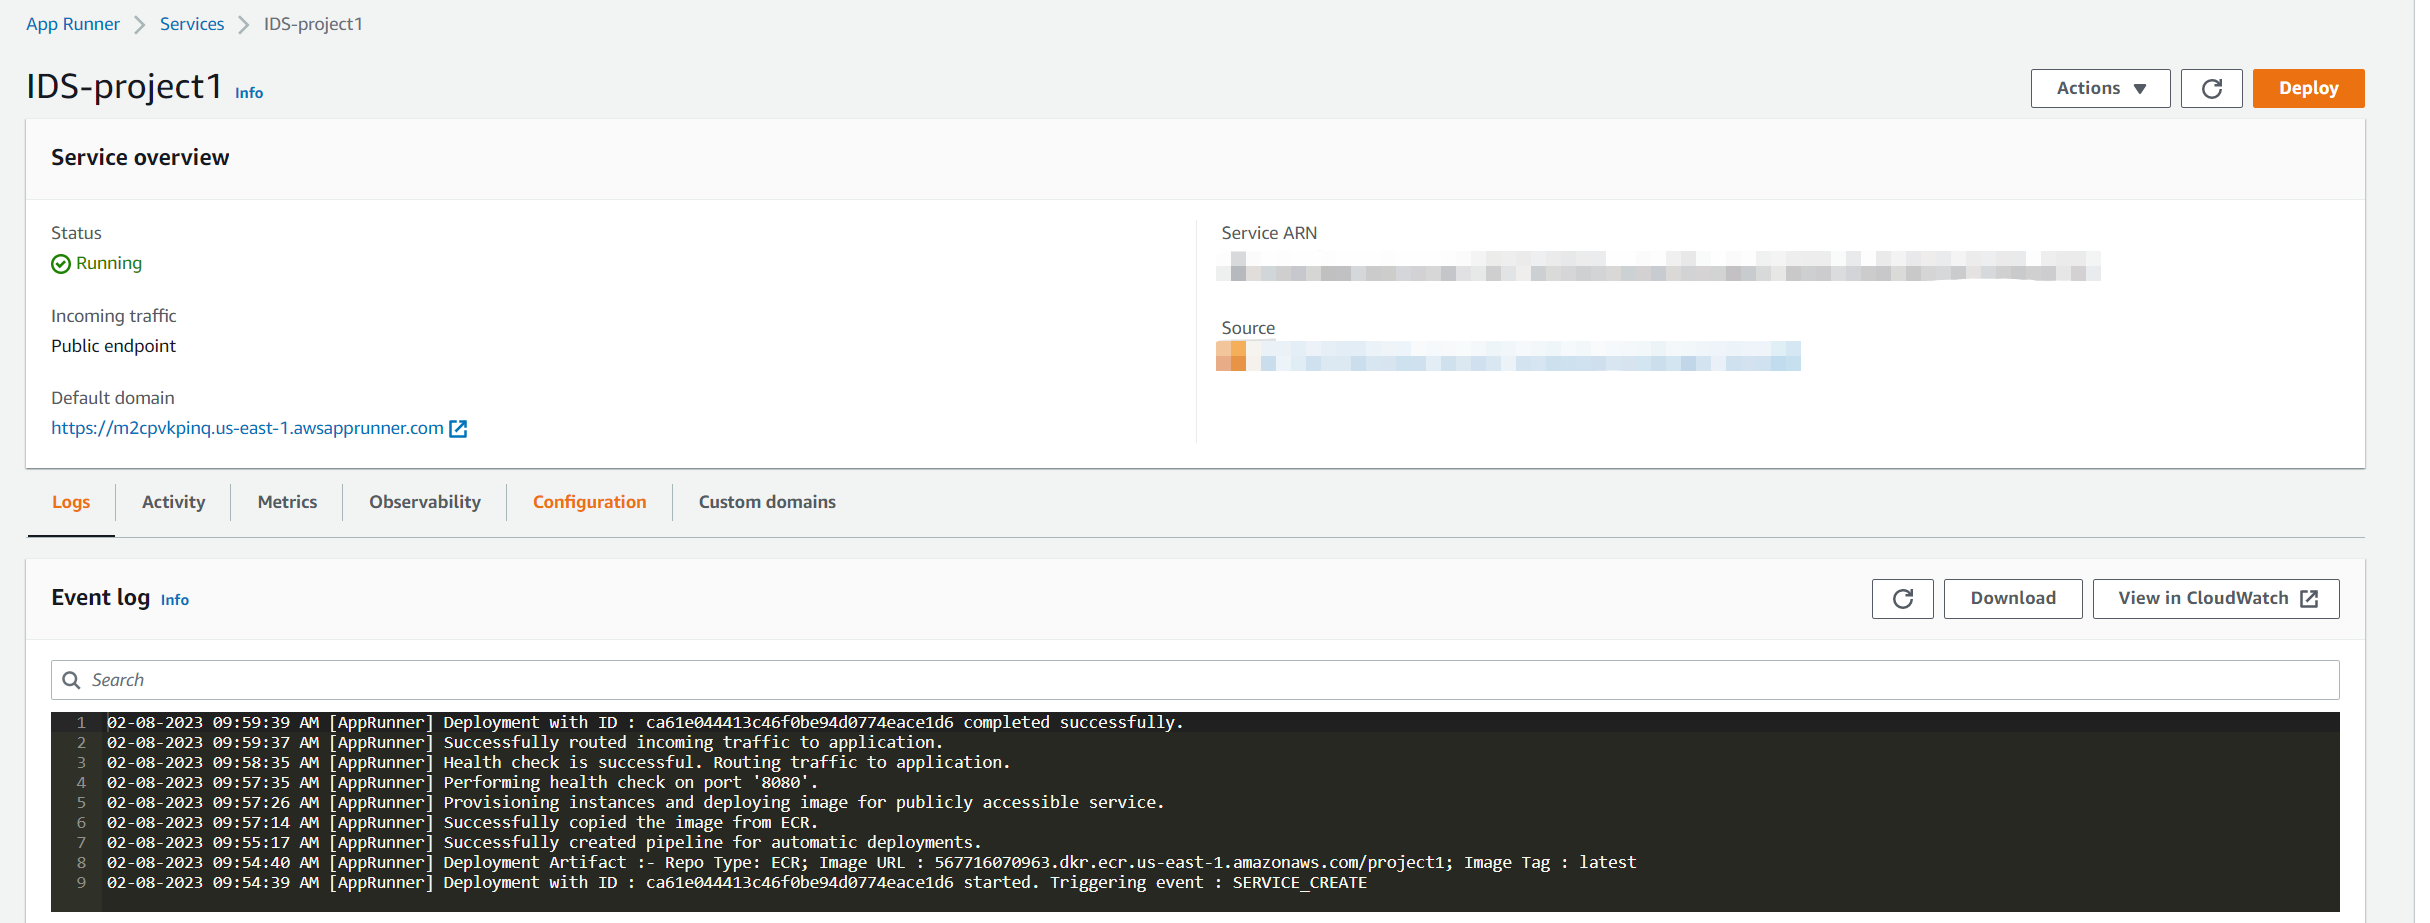 App Runner > Services > IDS-project1
IDS-project1 Info
Actions Deploy
Service overview
Status
Running
Incoming traffic
Public endpoint
Default domain
https://m2cpvkpinq.us-east-1.awsapprunner.com
Service ARN
Source
Logs Activity Metrics Observability Configuration Custom domains
Event log Info
Download View in CloudWatch
Search
1 02-08-2023 09:59:39 AM [AppRunner] Deployment with ID : ca61e044413c46f0be94d0774eace1d6 completed successfully.
2 02-08-2023 09:59:37 AM [AppRunner] Successfully routed incoming traffic to application.
3 02-08-2023 09:58:35 AM [AppRunner] Health check is successful. Routing traffic to application.
4 02-08-2023 09:57:35 AM [AppRunner] Performing health check on port '8080'.
5 02-08-2023 09:57:26 AM [AppRunner] Provisioning instances and deploying image for publicly accessible service.
6 02-08-2023 09:57:14 AM [AppRunner] Successfully copied the image from ECR.
7 02-08-2023 09:55:17 AM [AppRunner] Successfully created pipeline for automatic deployments.
8 02-08-2023 09:54:40 AM [AppRunner] Deployment Artifact :- Repo Type: ECR; Image URL : 567716070963.dkr.ecr.us-east-1.amazonaws.com/project1; Image Tag : latest
9 02-08-2023 09:54:39 AM [AppRunner] Deployment with ID : ca61e044413c46f0be94d0774eace1d6 started. Triggering event : SERVICE_CREATE